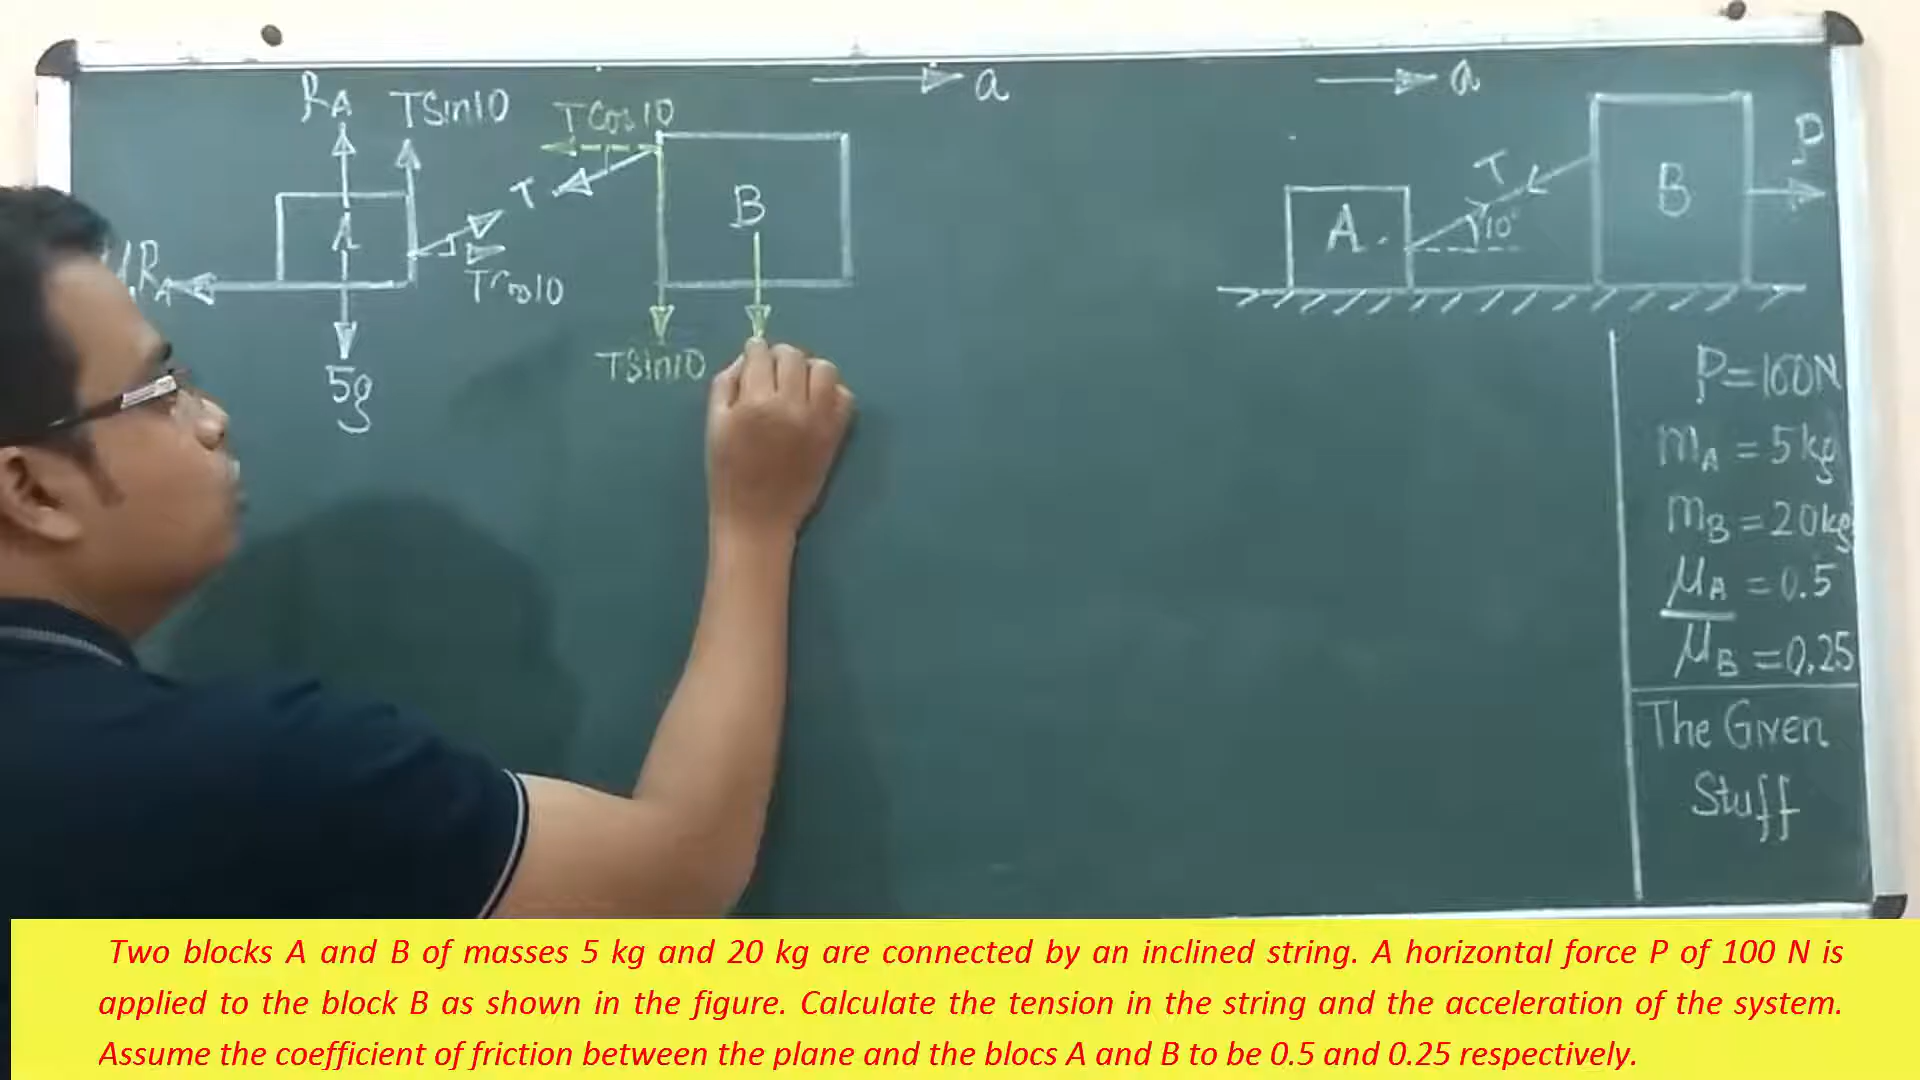 a
a
RA
TSin10
TCos10
P
T
T
B
B
A
A
10°
RA
TCos10
TSin10
5g
P=100N
mA = 5kg
mB = 20kg
μA = 0.5
μB = 0.25
The Given
Stuff
Two blocks A and B of masses 5 kg and 20 kg are connected by an inclined string. A horizontal force P of 100 N is
applied to the block B as shown in the figure. Calculate the tension in the string and the acceleration of the system.
Assume the coefficient of friction between the plane and the blocs A and B to be 0.5 and 0.25 respectively.